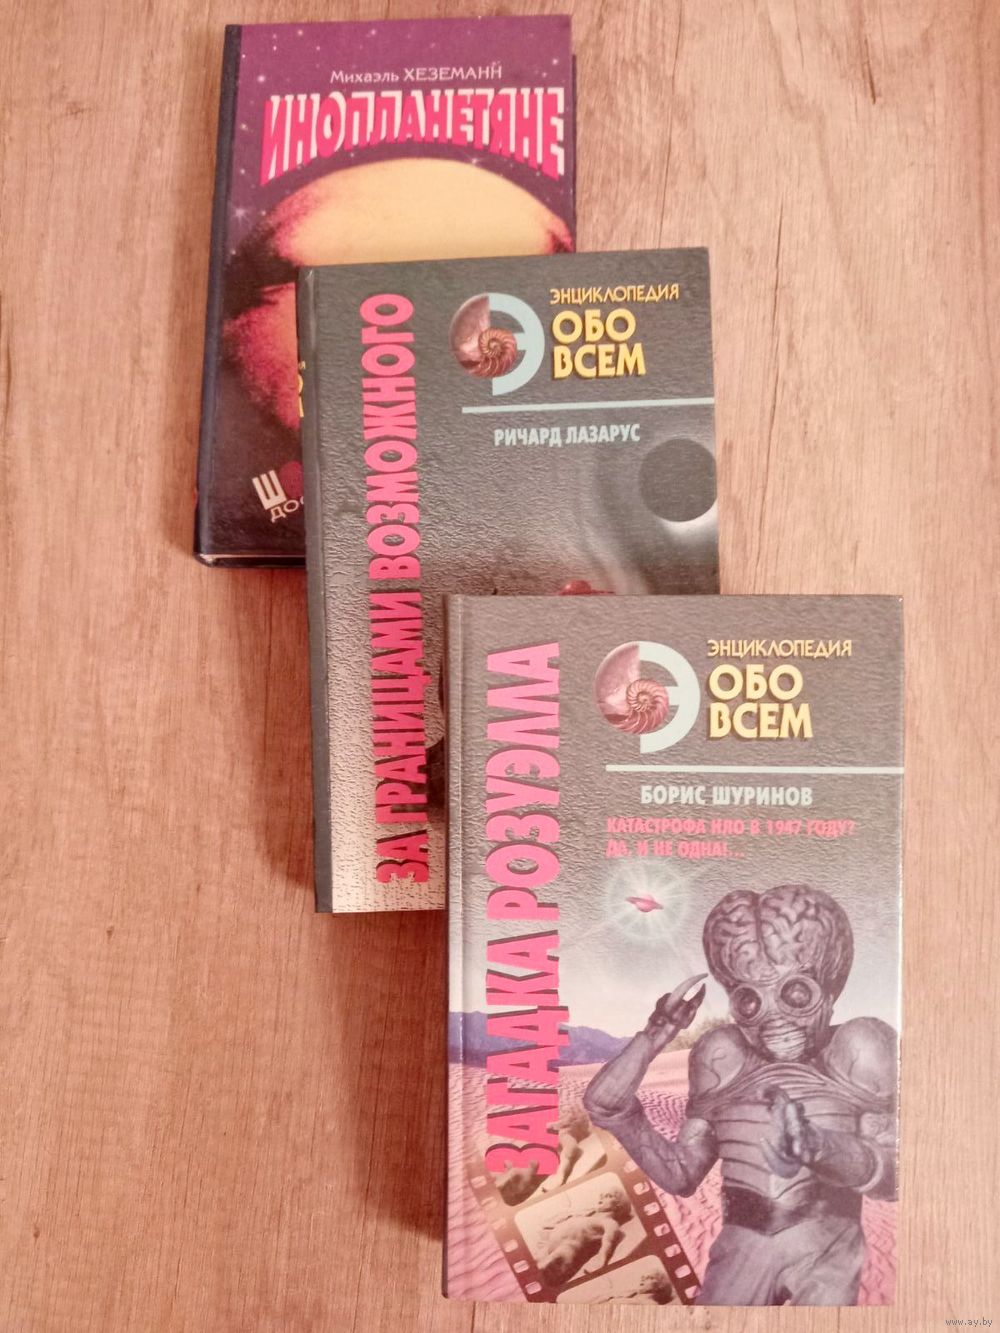 Михаэль ХЕЗЕМАНН
ИНОПЛАНЕТЯНЕ
ЭНЦИКЛОПЕДИЯ
ОБО
ВСЕМ
РИЧАРД ЛАЗАРУС
ЗА ГРАНИЦАМИ ВОЗМОЖНОГО
ЭНЦИКЛОПЕДИЯ
ОБО
ВСЕМ
БОРИС ШУРИНОВ
КАТАСТРОФА НЛО В 1947 ГОДУ?
ДА, И НЕ ОДНА!...
ЗАГАДКА РОЗУЭЛЛА
www.ay.by